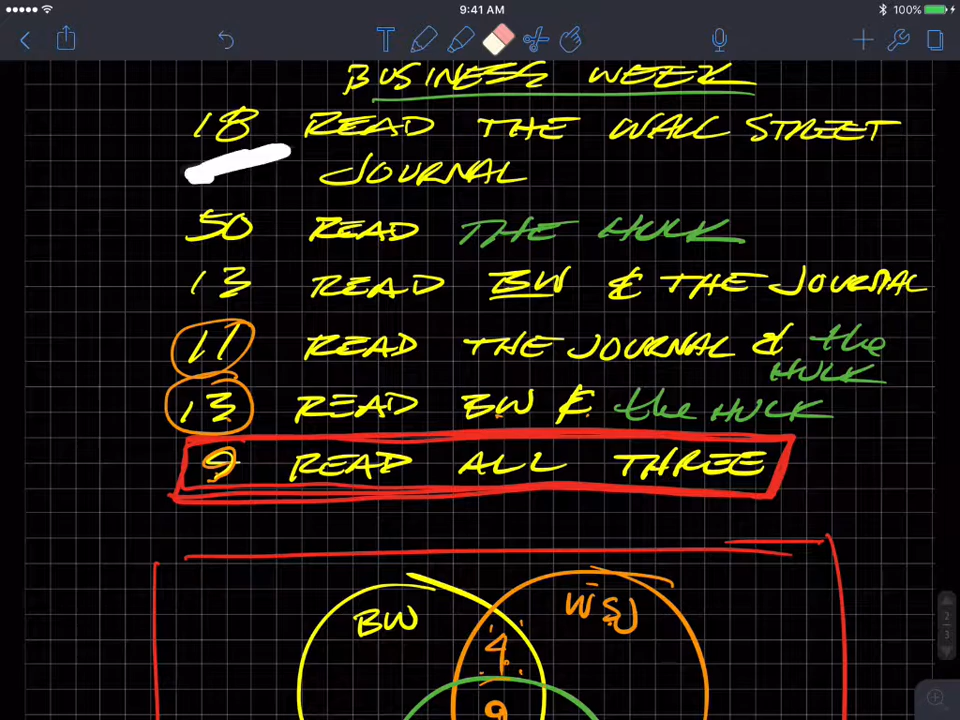 9:41 AM
100%
T
BUSINESS WEEK
18 READ THE WALL STREET
JOURNAL
50 READ THE HULK
13 READ BW & THE JOURNAL
11 READ THE JOURNAL & the
HULK
13 READ BW & the HULK
9 READ ALL THREE
BW
WSJ
4
9
2
3